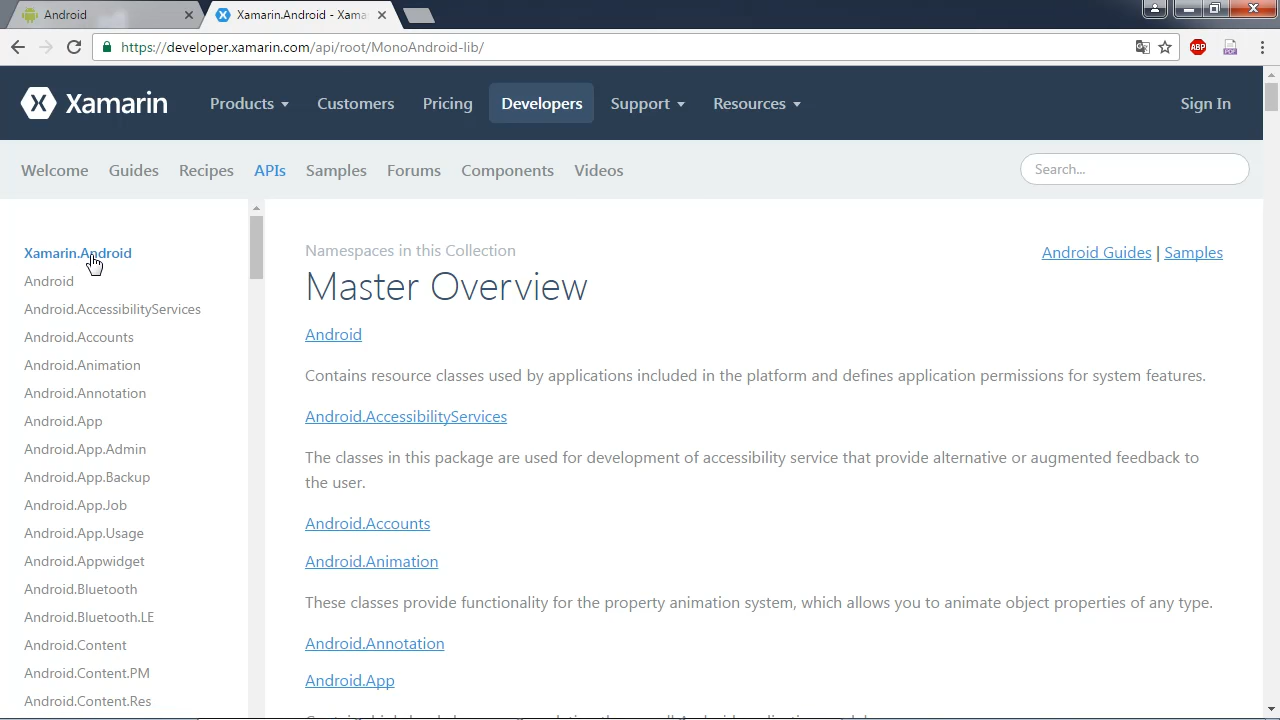 Android
Xamarin.Android - Xama
https://developer.xamarin.com/api/root/MonoAndroid-lib/
ABP
Xamarin
Products
Customers
Pricing
Developers
Support
Resources
Sign In
Welcome
Guides
Recipes
APIs
Samples
Forums
Components
Videos
Search...
Xamarin.Android
Android
Android.AccessibilityServices
Android.Accounts
Android.Animation
Android.Annotation
Android.App
Android.App.Admin
Android.App.Backup
Android.App.Job
Android.App.Usage
Android.Appwidget
Android.Bluetooth
Android.Bluetooth.LE
Android.Content
Android.Content.PM
Android.Content.Res
Namespaces in this Collection
Android Guides | Samples
Master Overview
Android
Contains resource classes used by applications included in the platform and defines application permissions for system features.
Android.AccessibilityServices
The classes in this package are used for development of accessibility service that provide alternative or augmented feedback to
the user.
Android.Accounts
Android.Animation
These classes provide functionality for the property animation system, which allows you to animate object properties of any type.
Android.Annotation
Android.App